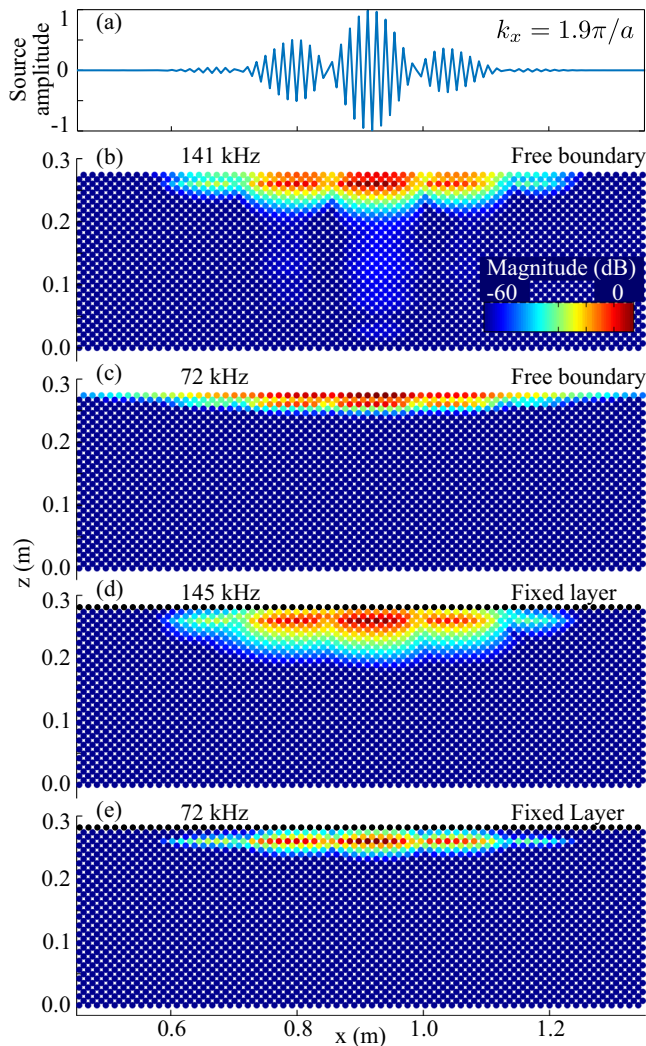 (a)
k_x = 1.9π/a
Source
amplitude
1
0
-1
(b) 141 kHz Free boundary
0.3
0.2
0.1
0.0
Magnitude (dB)
-60 0
(c) 72 kHz Free boundary
0.3
0.2
0.1
0.0
z (m)
(d) 145 kHz Fixed layer
0.3
0.2
0.1
0.0
(e) 72 kHz Fixed Layer
0.3
0.2
0.1
0.0
0.6 0.8 1.0 1.2
x (m)